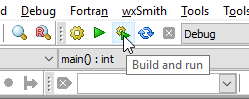 Debug Fortran wxSmith Tools Tools
Debug
main() : int
Build and run